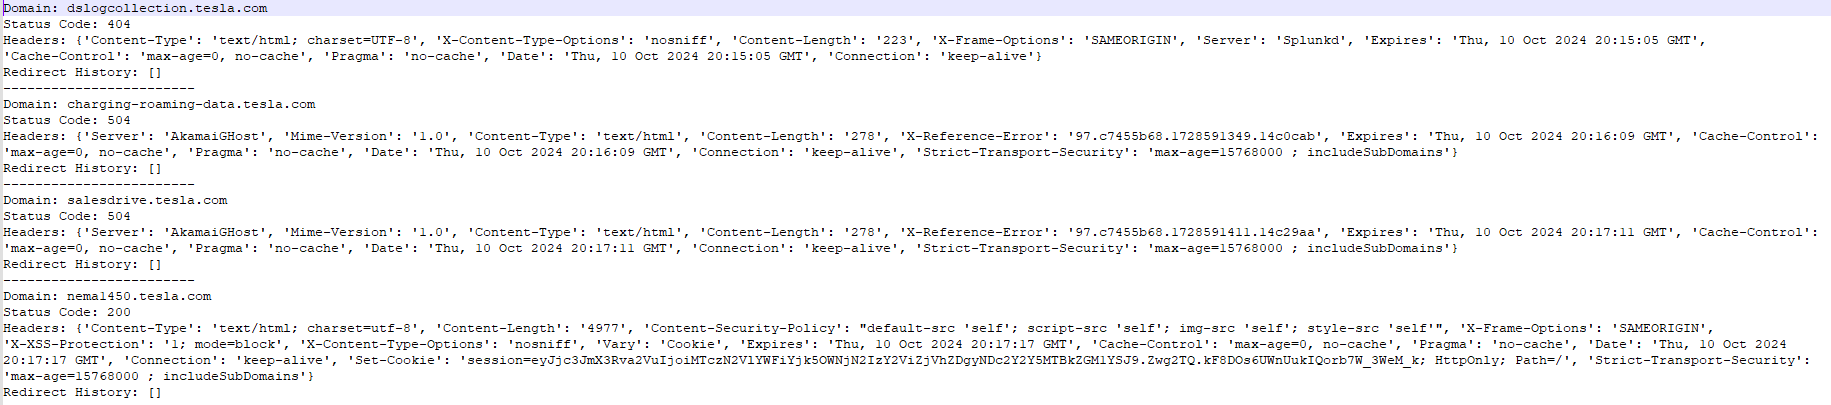 Domain: dslogcollection.tesla.com
Status Code: 404
Headers: {'Content-Type': 'text/html; charset=UTF-8', 'X-Content-Type-Options': 'nosniff', 'Content-Length': '223', 'X-Frame-Options': 'SAMEORIGIN', 'Server': 'Splunkd', 'Expires': 'Thu, 10 Oct 2024 20:15:05 GMT',
'Cache-Control': 'max-age=0, no-cache', 'Pragma': 'no-cache', 'Date': 'Thu, 10 Oct 2024 20:15:05 GMT', 'Connection': 'keep-alive'}
Redirect History: []
------------------------
Domain: charging-roaming-data.tesla.com
Status Code: 504
Headers: {'Server': 'AkamaiGHost', 'Mime-Version': '1.0', 'Content-Type': 'text/html', 'Content-Length': '278', 'X-Reference-Error': '97.c7455b68.1728591349.14c0cab', 'Expires': 'Thu, 10 Oct 2024 20:16:09 GMT', 'Cache-Control':
'max-age=0, no-cache', 'Pragma': 'no-cache', 'Date': 'Thu, 10 Oct 2024 20:16:09 GMT', 'Connection': 'keep-alive', 'Strict-Transport-Security': 'max-age=15768000 ; includeSubDomains'}
Redirect History: []
------------------------
Domain: salesdrive.tesla.com
Status Code: 504
Headers: {'Server': 'AkamaiGHost', 'Mime-Version': '1.0', 'Content-Type': 'text/html', 'Content-Length': '278', 'X-Reference-Error': '97.c7455b68.1728591411.14c29aa', 'Expires': 'Thu, 10 Oct 2024 20:17:11 GMT', 'Cache-Control':
'max-age=0, no-cache', 'Pragma': 'no-cache', 'Date': 'Thu, 10 Oct 2024 20:17:11 GMT', 'Connection': 'keep-alive', 'Strict-Transport-Security': 'max-age=15768000 ; includeSubDomains'}
Redirect History: []
------------------------
Domain: nema1450.tesla.com
Status Code: 200
Headers: {'Content-Type': 'text/html; charset=utf-8', 'Content-Length': '4977', 'Content-Security-Policy': "default-src 'self'; script-src 'self'; img-src 'self'; style-src 'self'", 'X-Frame-Options': 'SAMEORIGIN',
'X-XSS-Protection': '1; mode=block', 'X-Content-Type-Options': 'nosniff', 'Vary': 'Cookie', 'Expires': 'Thu, 10 Oct 2024 20:17:17 GMT', 'Cache-Control': 'max-age=0, no-cache', 'Pragma': 'no-cache', 'Date': 'Thu, 10 Oct 2024
20:17:17 GMT', 'Connection': 'keep-alive', 'Set-Cookie': 'session=eyJjc3JmX3Rva2VuIjoiMTczN2VlYWFiYjk5OWNjN2IzY2ViZjVhZDgyNDc2Y2Y5MTBkZGM1YSJ9.Zwg2TQ.kF8DOs6UWnUukIQorb7W_3WeM_k; HttpOnly; Path=/', 'Strict-Transport-Security':
'max-age=15768000 ; includeSubDomains'}
Redirect History: []